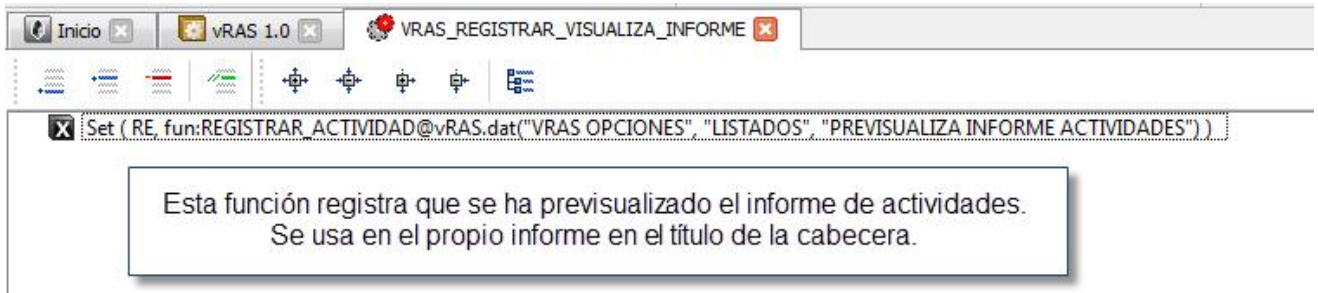 Inicio
vRAS 1.0
VRAS_REGISTRAR_VISUALIZA_INFORME
Set ( RE, fun:REGISTRAR_ACTIVIDAD@vRAS.dat("VRAS OPCIONES", "LISTADOS", "PREVISUALIZA INFORME ACTIVIDADES") )
Esta función registra que se ha previsualizado el informe de actividades.
Se usa en el propio informe en el título de la cabecera.